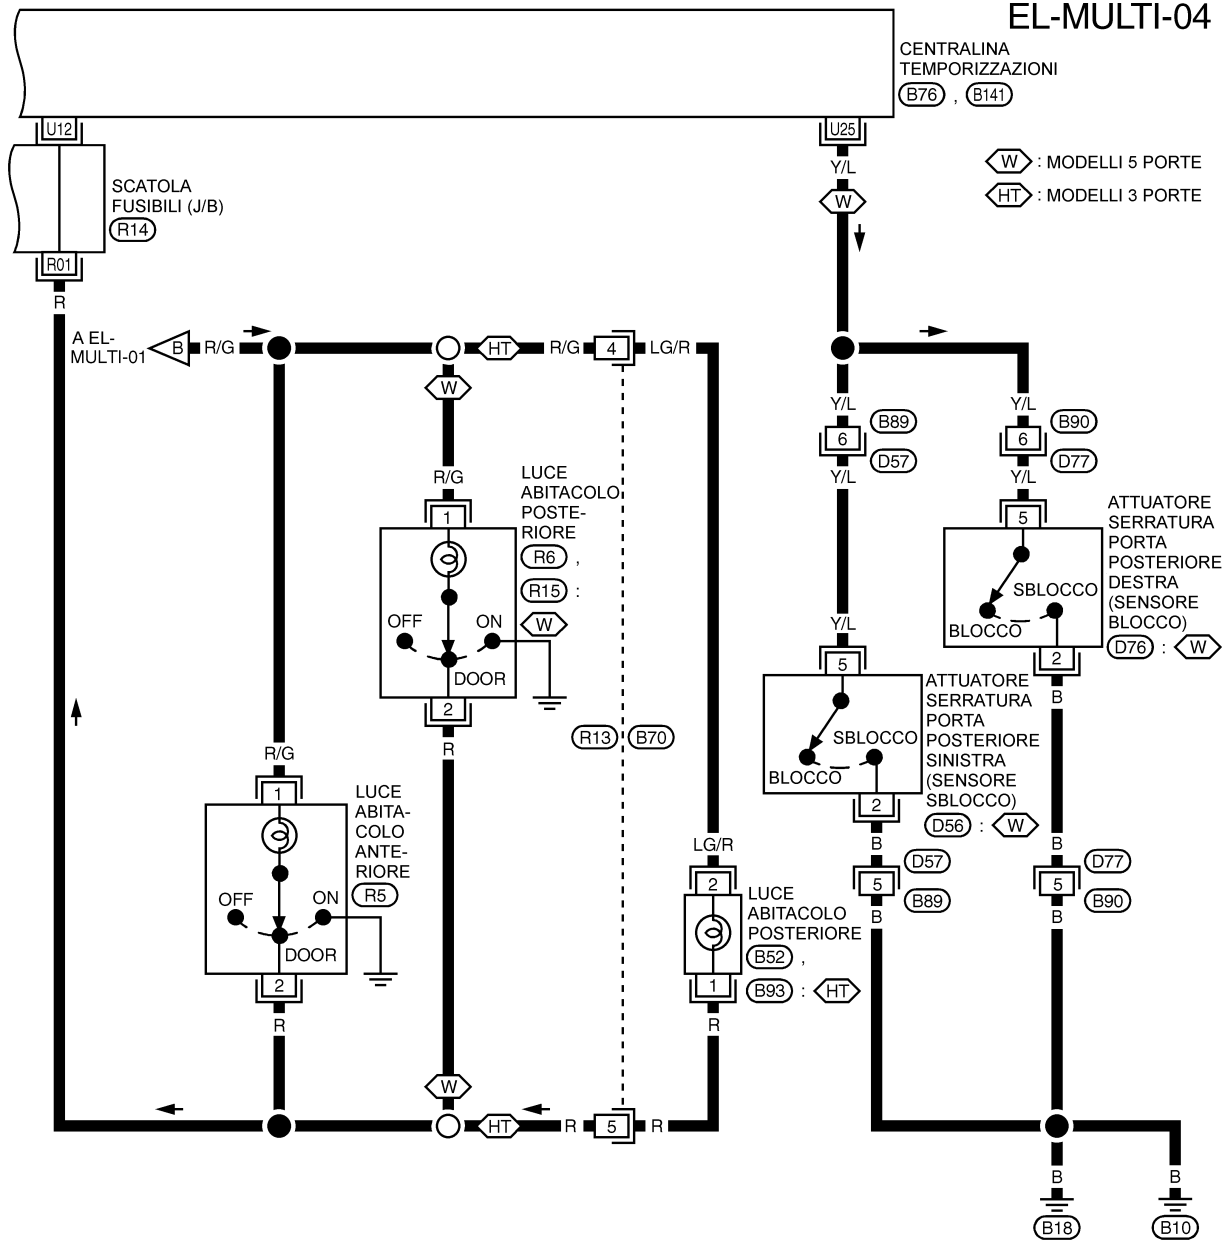 EL-MULTI-04
CENTRALINA
TEMPORIZZAZIONI
B76 , B141
U12
U25
SCATOLA
FUSIBILI (J/B)
R14
R01
R
Y/L
W
W : MODELLI 5 PORTE
HT : MODELLI 3 PORTE
A EL-
MULTI-01
B
R/G
HT
R/G
4
LG/R
W
R/G
1
LUCE
ABITACOLO
POSTE-
RIORE
R6 ,
R15 :
W
OFF
ON
DOOR
2
R
R13
B70
Y/L
6
B89
D57
Y/L
Y/L
6
B90
D77
Y/L
5
ATTUATORE
SERRATURA
PORTA
POSTERIORE
DESTRA
(SENSORE
BLOCCO)
D76 : W
SBLOCCO
BLOCCO
2
B
Y/L
5
ATTUATORE
SERRATURA
PORTA
POSTERIORE
SINISTRA
(SENSORE
SBLOCCO)
D56 : W
SBLOCCO
BLOCCO
2
B
D57
5
B89
B
B
D77
5
B90
B
R/G
1
LUCE
ABITA-
COLO
ANTE-
RIORE
R5
OFF
ON
DOOR
2
R
LG/R
2
LUCE
ABITACOLO
POSTERIORE
B52 ,
B93 : HT
1
R
W
HT
R
5
R
B
B18
B
B10